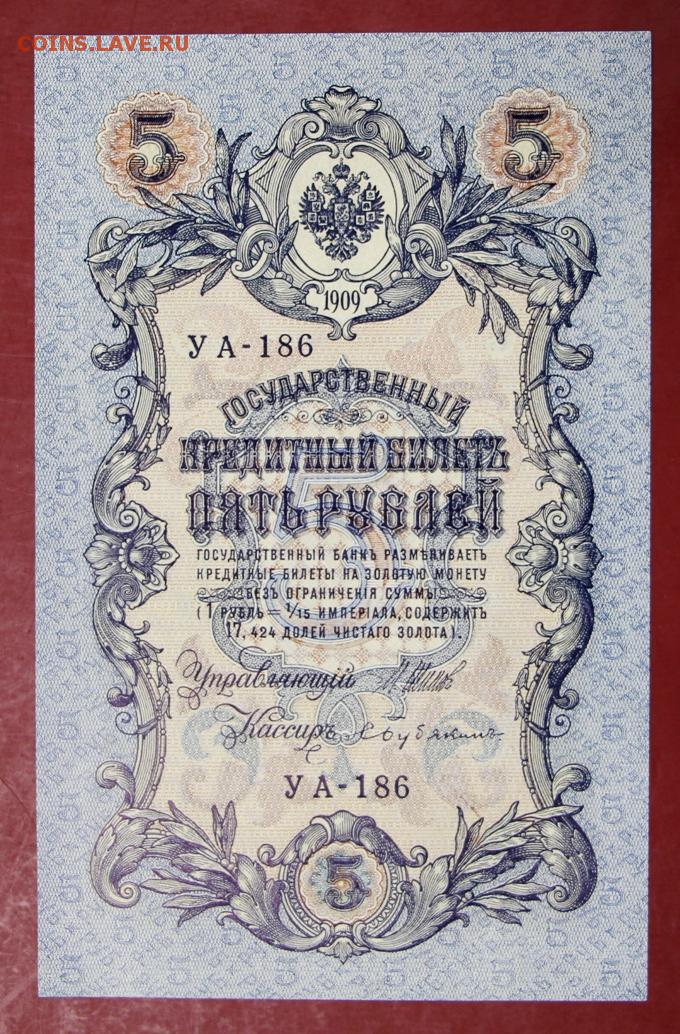 COINS.LAVE.RU
5 5
1909
УА-186
ГОСУДАРСТВЕННЫЙ
КРЕДИТНЫЙ БИЛЕТЪ
ПЯТЬ РУБЛЕЙ
ГОСУДАРСТВЕННЫЙ БАНКЪ РАЗМѢНИВАЕТЪ
КРЕДИТНЫЕ БИЛЕТЫ НА ЗОЛОТУЮ МОНЕТУ
БЕЗЪ ОГРАНИЧЕНІЯ СУММЫ
(1 РУБЛЬ = 1/15 ИМПЕРІАЛА, СОДЕРЖИТЪ
17,424 ДОЛЕЙ ЧИСТАГО ЗОЛОТА).
Управляющій И Шипов
Кассиръ Е Бубякинъ
УА-186
5